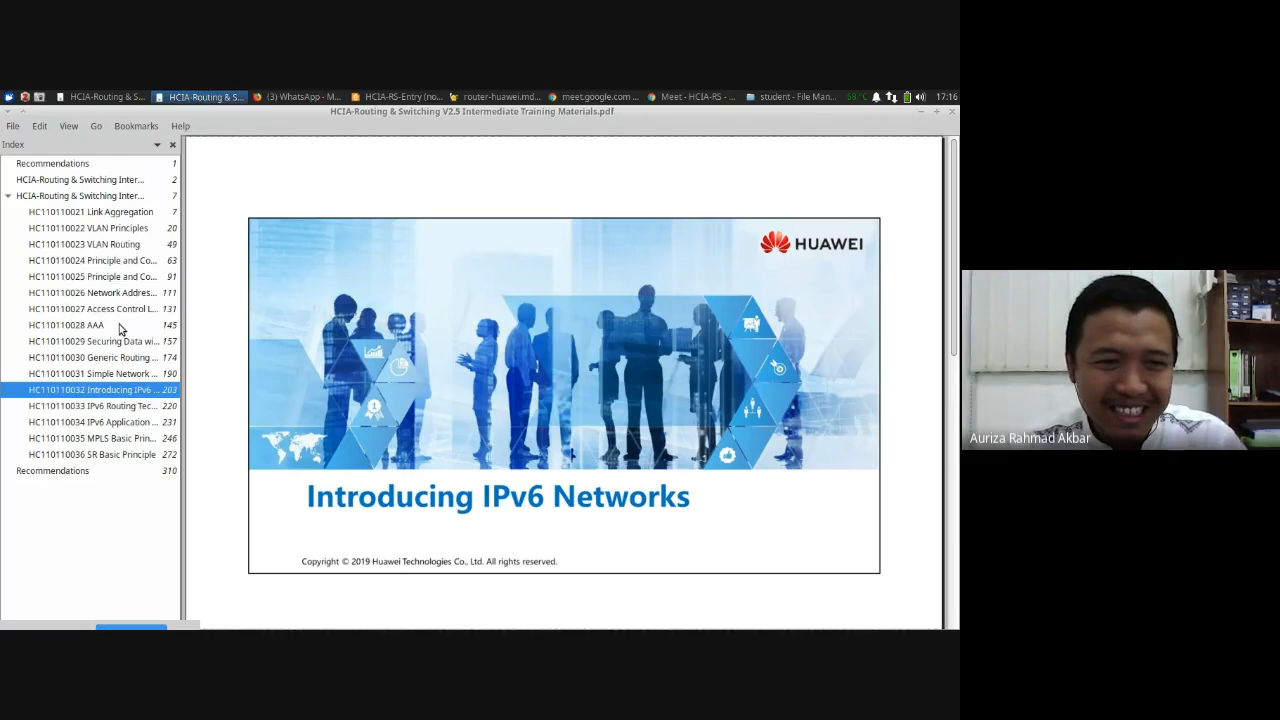 HCIA-Routing & S...
HCIA-Routing & S...
(3) WhatsApp - M...
HCIA-RS-Entry (no...
router-huawei.md...
meet.google.com ...
Meet - HCIA-RS - ...
student - File Man...
69°C
17:16
HCIA-Routing & Switching V2.5 Intermediate Training Materials.pdf
File Edit View Go Bookmarks Help
Index
Recommendations 1
HCIA-Routing & Switching Inter... 2
HCIA-Routing & Switching Inter... 7
HC110110021 Link Aggregation 7
HC110110022 VLAN Principles 20
HC110110023 VLAN Routing 49
HC110110024 Principle and Co... 63
HC110110025 Principle and Co... 91
HC110110026 Network Addres... 111
HC110110027 Access Control L... 131
HC110110028 AAA 145
HC110110029 Securing Data wi... 157
HC110110030 Generic Routing ... 174
HC110110031 Simple Network ... 190
HC110110032 Introducing IPv6 ... 203
HC110110033 IPv6 Routing Tec... 220
HC110110034 IPv6 Application ... 231
HC110110035 MPLS Basic Prin... 246
HC110110036 SR Basic Principle 272
Recommendations 310
HUAWEI
Introducing IPv6 Networks
Copyright © 2019 Huawei Technologies Co., Ltd. All rights reserved.
Auriza Rahmad Akbar